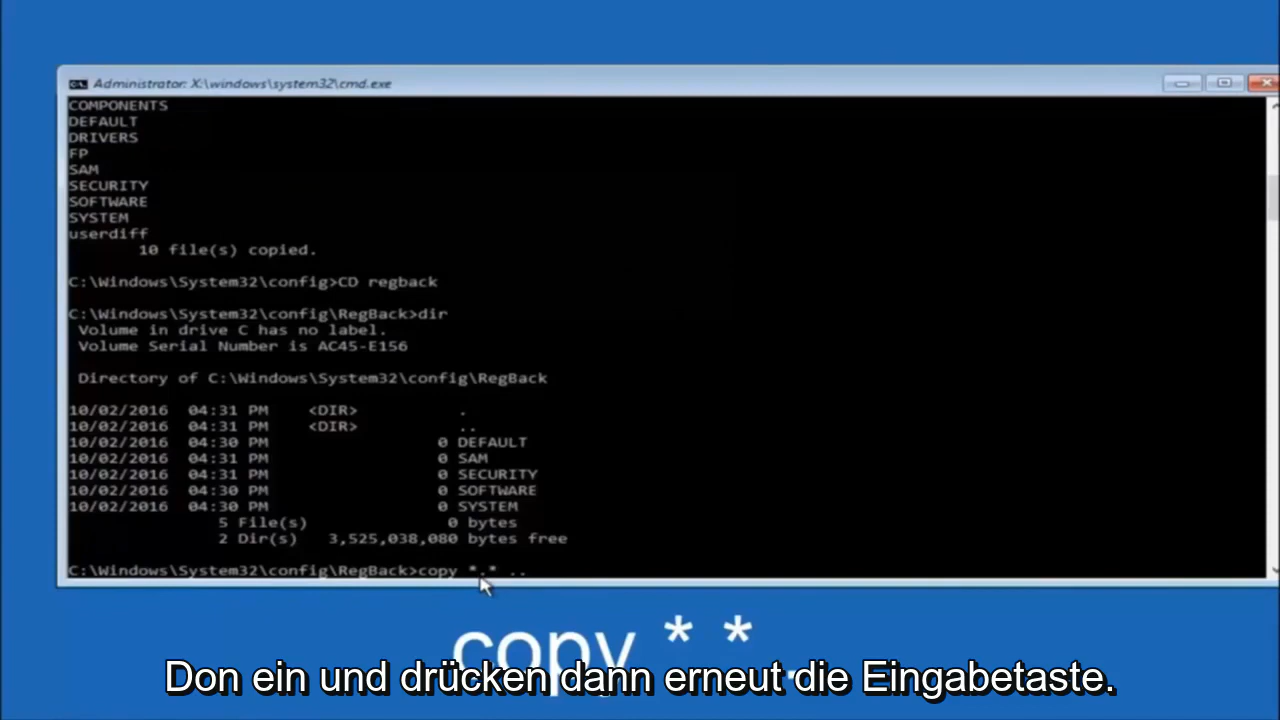 Administrator: X:\windows\system32\cmd.exe
COMPONENTS
DEFAULT
DRIVERS
FP
SAM
SECURITY
SOFTWARE
SYSTEM
userdiff
10 file(s) copied.
C:\Windows\System32\config>CD regback
C:\Windows\System32\config\RegBack>dir
Volume in drive C has no label.
Volume Serial Number is AC45-E156
Directory of C:\Windows\System32\config\RegBack
10/02/2016 04:31 PM <DIR> .
10/02/2016 04:31 PM <DIR> ..
10/02/2016 04:30 PM 0 DEFAULT
10/02/2016 04:31 PM 0 SAM
10/02/2016 04:31 PM 0 SECURITY
10/02/2016 04:30 PM 0 SOFTWARE
10/02/2016 04:30 PM 0 SYSTEM
5 File(s) 0 bytes
2 Dir(s) 3,525,038,080 bytes free
C:\Windows\System32\config\RegBack>copy *.* ..
copy *.* ..
Don ein und drücken dann erneut die Eingabetaste.